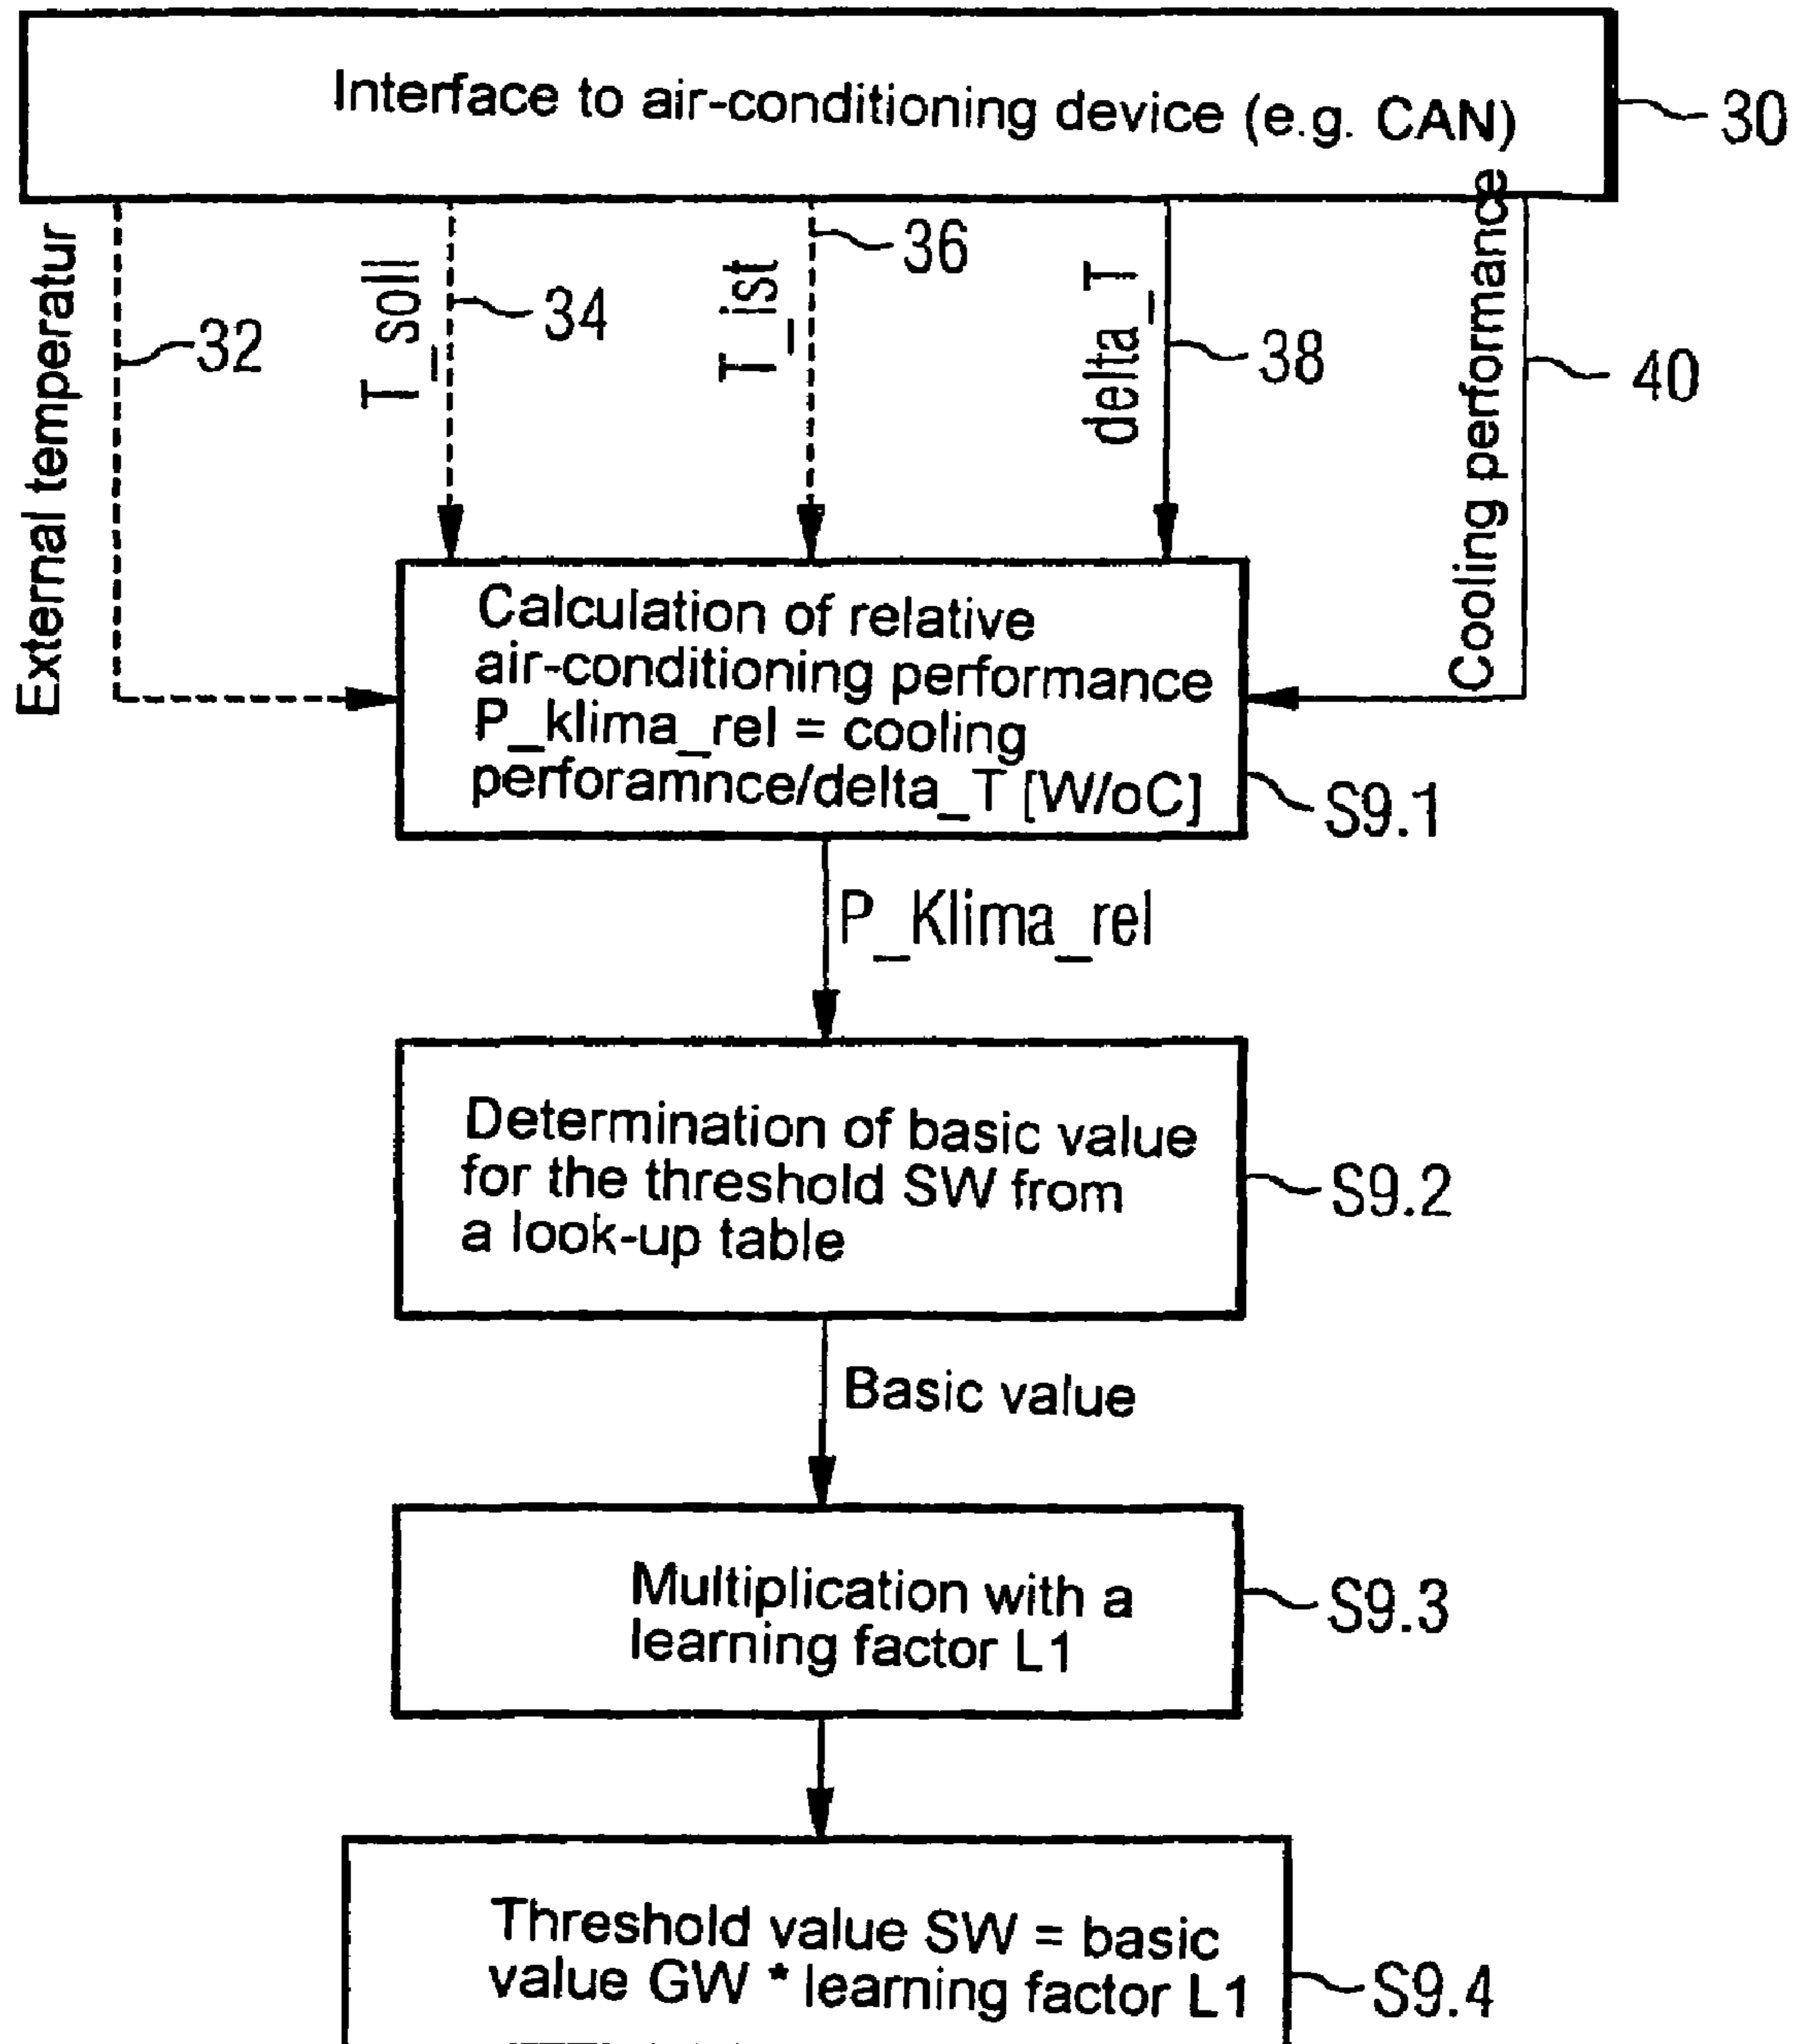 Interface to air-conditioning device (e.g. CAN)
30
External temperatur
32
T_soll
34
T_ist
36
delta_T
38
Cooling performance
40
Calculation of relative
air-conditioning performance
P_klima_rel = cooling
perforamnce/delta_T [W/oC]
S9.1
P_Klima_rel
Determination of basic value
for the threshold SW from
a look-up table
S9.2
Basic value
Multiplication with a
learning factor L1
S9.3
Threshold value SW = basic
value GW * learning factor L1
S9.4